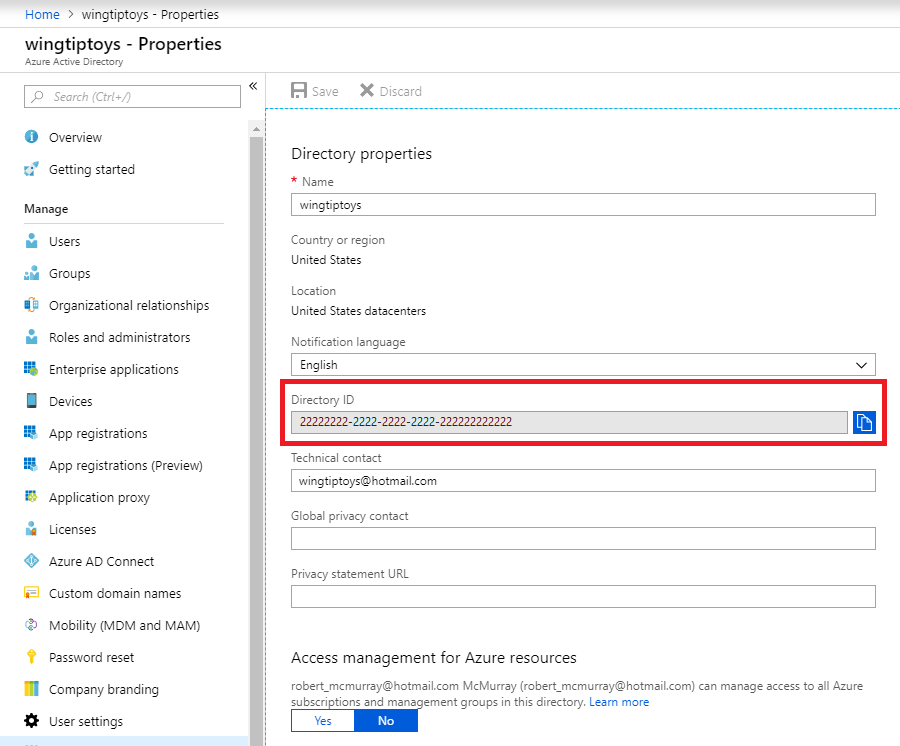 Home > wingtiptoys - Properties
wingtiptoys - Properties
Azure Active Directory
Search (Ctrl+/)
«
Overview
Getting started
Manage
Users
Groups
Organizational relationships
Roles and administrators
Enterprise applications
Devices
App registrations
App registrations (Preview)
Application proxy
Licenses
Azure AD Connect
Custom domain names
Mobility (MDM and MAM)
Password reset
Company branding
User settings
Save Discard
Directory properties
* Name
wingtiptoys
Country or region
United States
Location
United States datacenters
Notification language
English
Directory ID
22222222-2222-2222-2222-222222222222
Technical contact
wingtiptoys@hotmail.com
Global privacy contact
Privacy statement URL
Access management for Azure resources
robert_mcmurray@hotmail.com McMurray (robert_mcmurray@hotmail.com) can manage access to all Azure
subscriptions and management groups in this directory. Learn more
Yes No